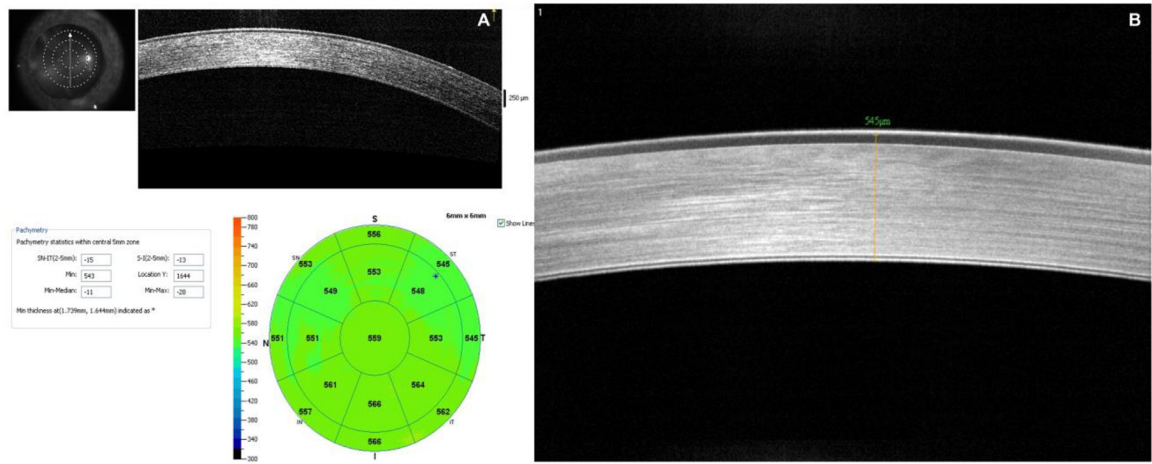 A
250 µm
Pachymetry
Pachymetry statistics within central 5mm zone
SN-IT(2-5mm): -15 S-I(2-5mm): -13
Min: 543 Location Y: 1644
Min-Median: -11 Min-Max: -28
Min thickness at(1.739mm, 1.644mm) indicated as *
800
780
740
700
660
620
580
540
500
460
420
380
340
300
6mm x 6mm
Show Line
S
556
SN
553
ST
545
553
549
548
N
551
551
559
553
545
T
561
564
566
557
IN
562
IT
566
I
1
B
545µm